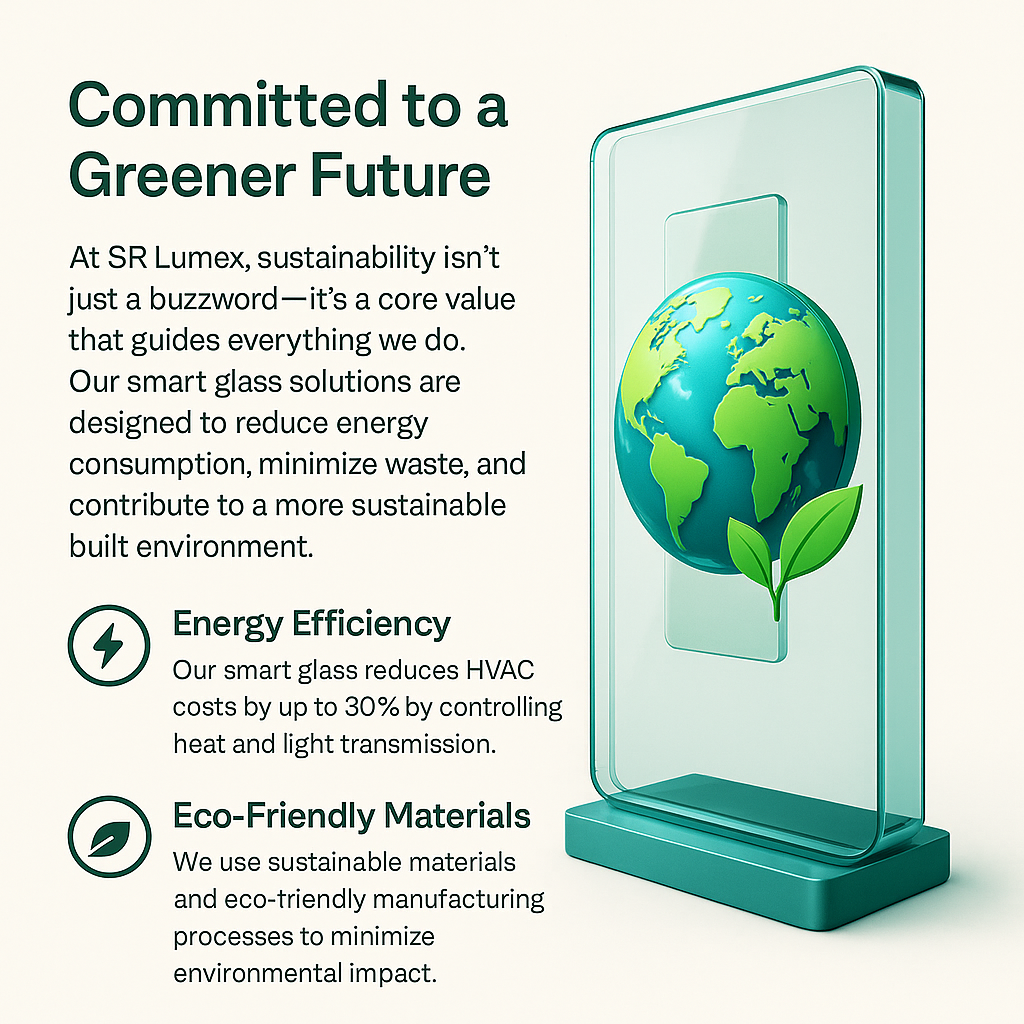 Committed to a
Greener Future
At SR Lumex, sustainability isn't
just a buzzword—it's a core value
that guides everything we do.
Our smart glass solutions are
designed to reduce energy
consumption, minimize waste, and
contribute to a more sustainable
built environment.
Energy Efficiency
Our smart glass reduces HVAC
costs by up to 30% by controlling
heat and light transmission.
Eco-Friendly Materials
We use sustainable materials
and eco-friendly manufacturing
processes to minimize
environmental impact.